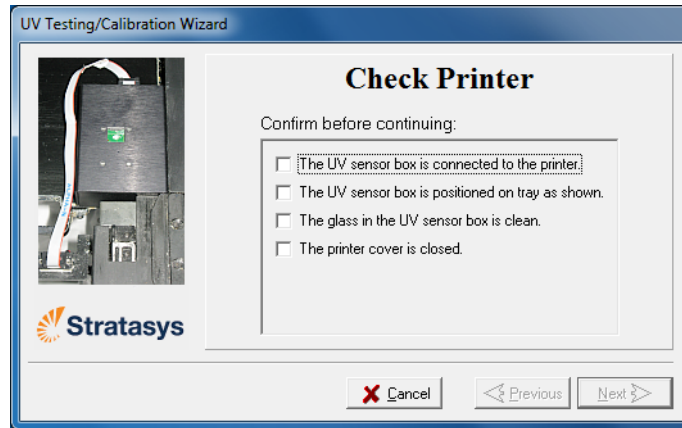 UV Testing/Calibration Wizard
Check Printer
Confirm before continuing:
The UV sensor box is connected to the printer.
The UV sensor box is positioned on tray as shown.
The glass in the UV sensor box is clean.
The printer cover is closed.
Stratasys
Cancel
Previous
Next